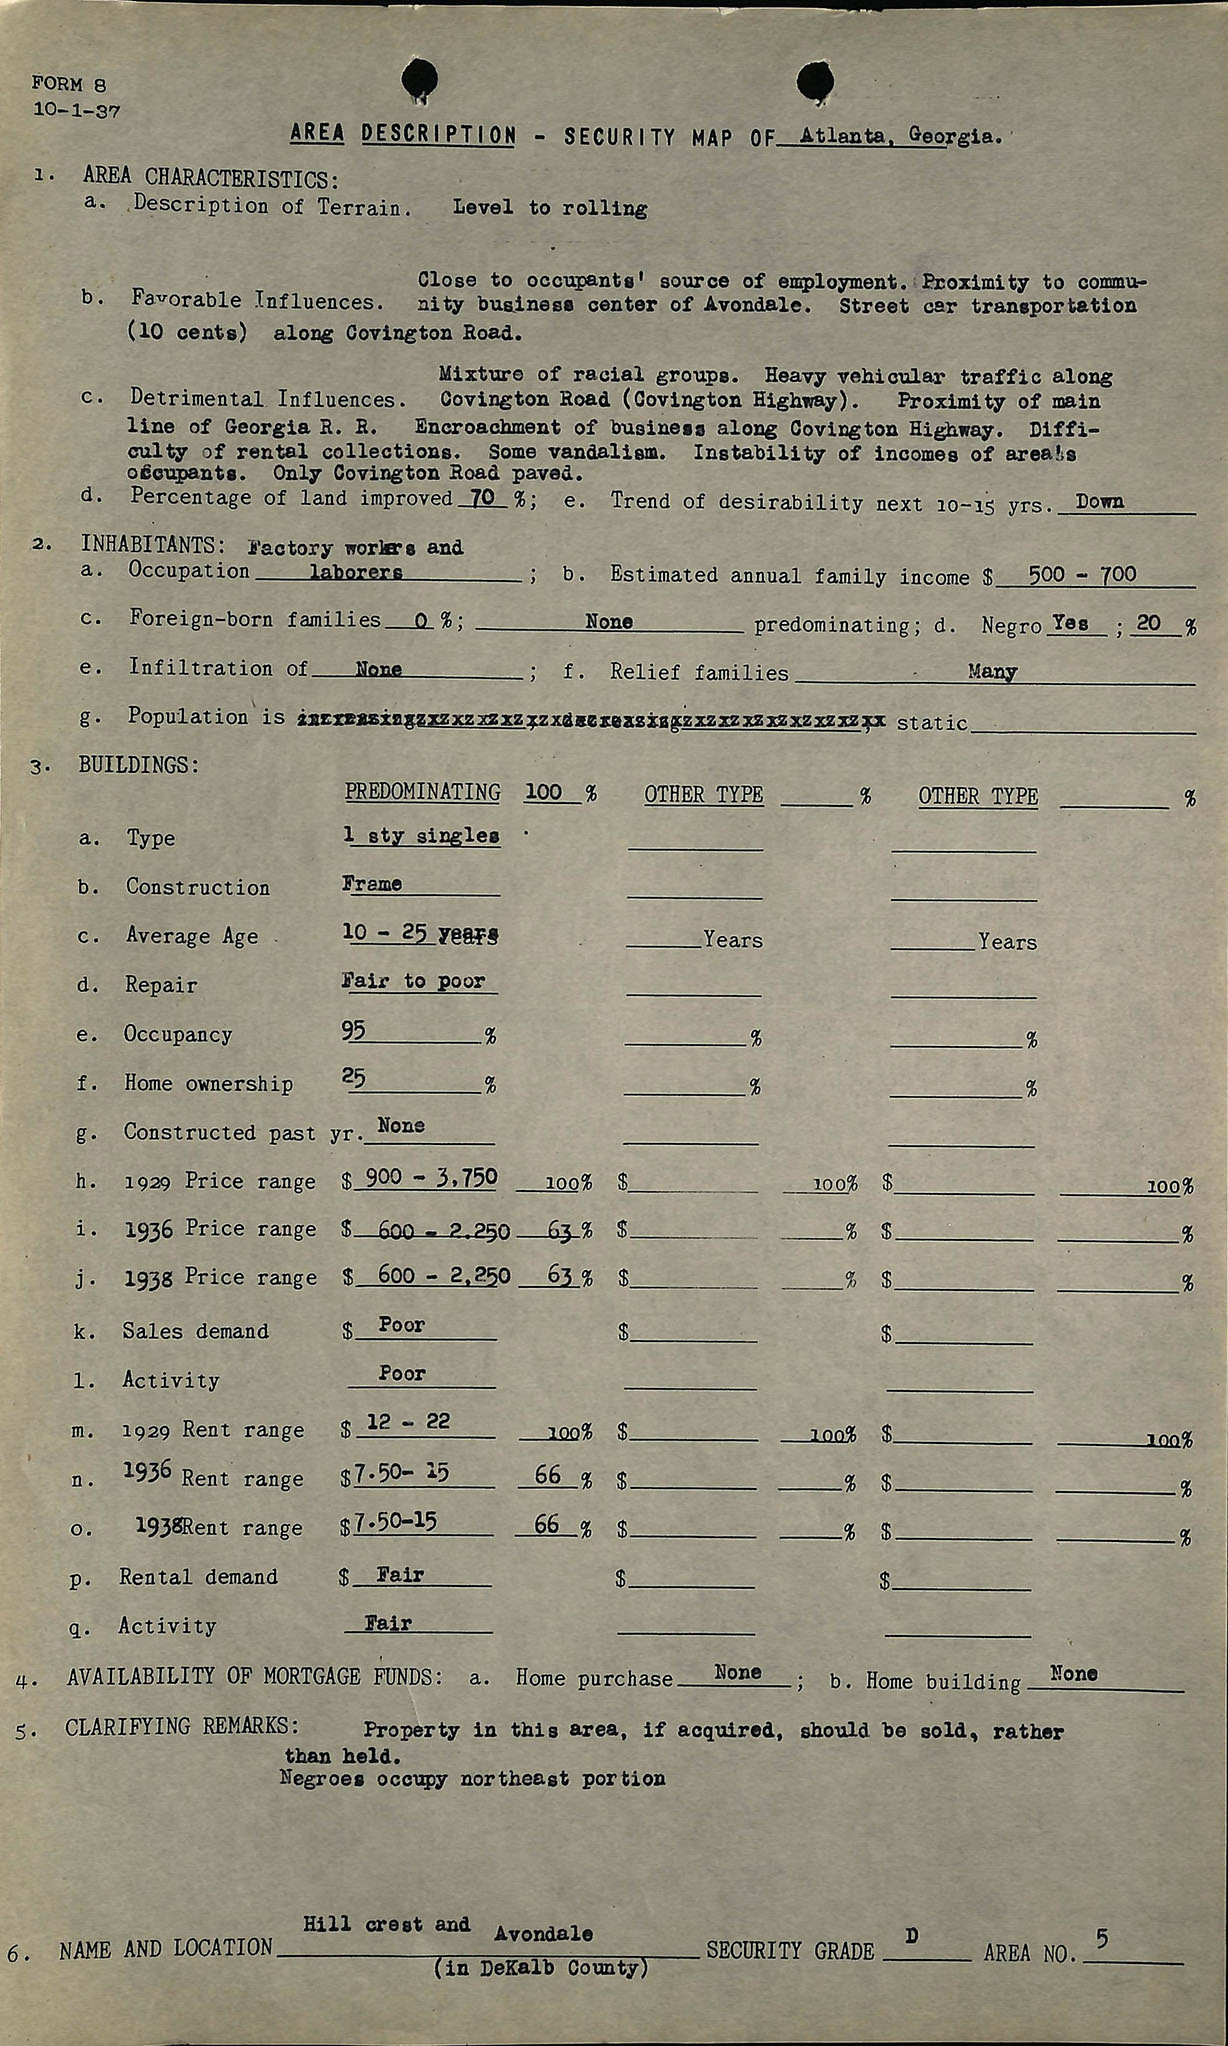 FORM 8
10-1-37
AREA DESCRIPTION - SECURITY MAP OF Atlanta, Georgia.
1. AREA CHARACTERISTICS:
a. Description of Terrain. Level to rolling
Close to occupants' source of employment. Proximity to commu-
b. Favorable Influences. nity business center of Avondale. Street car transportation
(10 cents) along Covington Road.
Mixture of racial groups. Heavy vehicular traffic along
c. Detrimental Influences. Covington Road (Covington Highway). Proximity of main
line of Georgia R. R. Encroachment of business along Covington Highway. Diffi-
culty of rental collections. Some vandalism. Instability of incomes of area's
occupants. Only Covington Road paved.
d. Percentage of land improved 70 %; e. Trend of desirability next 10-15 yrs. Down
2. INHABITANTS: Factory workrs and
a. Occupation laborers ; b. Estimated annual family income $ 500 - 700
c. Foreign-born families 0 %; None predominating; d. Negro Yes ; 20 %
e. Infiltration of None ; f. Relief families Many
g. Population is increasing decreasing static
3. BUILDINGS:
PREDOMINATING 100 % OTHER TYPE % OTHER TYPE %
a. Type 1 sty singles
b. Construction Frame
c. Average Age 10 - 25 years Years Years
d. Repair Fair to poor
e. Occupancy 95 % % %
f. Home ownership 25 % % %
g. Constructed past yr. None
h. 1929 Price range $ 900 - 3,750 100% $ 100% $ 100%
i. 1936 Price range $ 600 - 2.250 63 % $ % $ %
j. 1938 Price range $ 600 - 2,250 63 % $ % $ %
k. Sales demand $ Poor $ $
l. Activity Poor
m. 1929 Rent range $ 12 - 22 100% $ 100% $ 100%
n. 1936 Rent range $ 7.50- 15 66 % $ % $ %
o. 1938 Rent range $ 7.50-15 66 % $ % $ %
p. Rental demand $ Fair $ $
q. Activity Fair
4. AVAILABILITY OF MORTGAGE FUNDS: a. Home purchase None ; b. Home building None
5. CLARIFYING REMARKS: Property in this area, if acquired, should be sold, rather
than held.
Negroes occupy northeast portion
6. NAME AND LOCATION Hill crest and Avondale SECURITY GRADE D AREA NO. 5
(in DeKalb County)